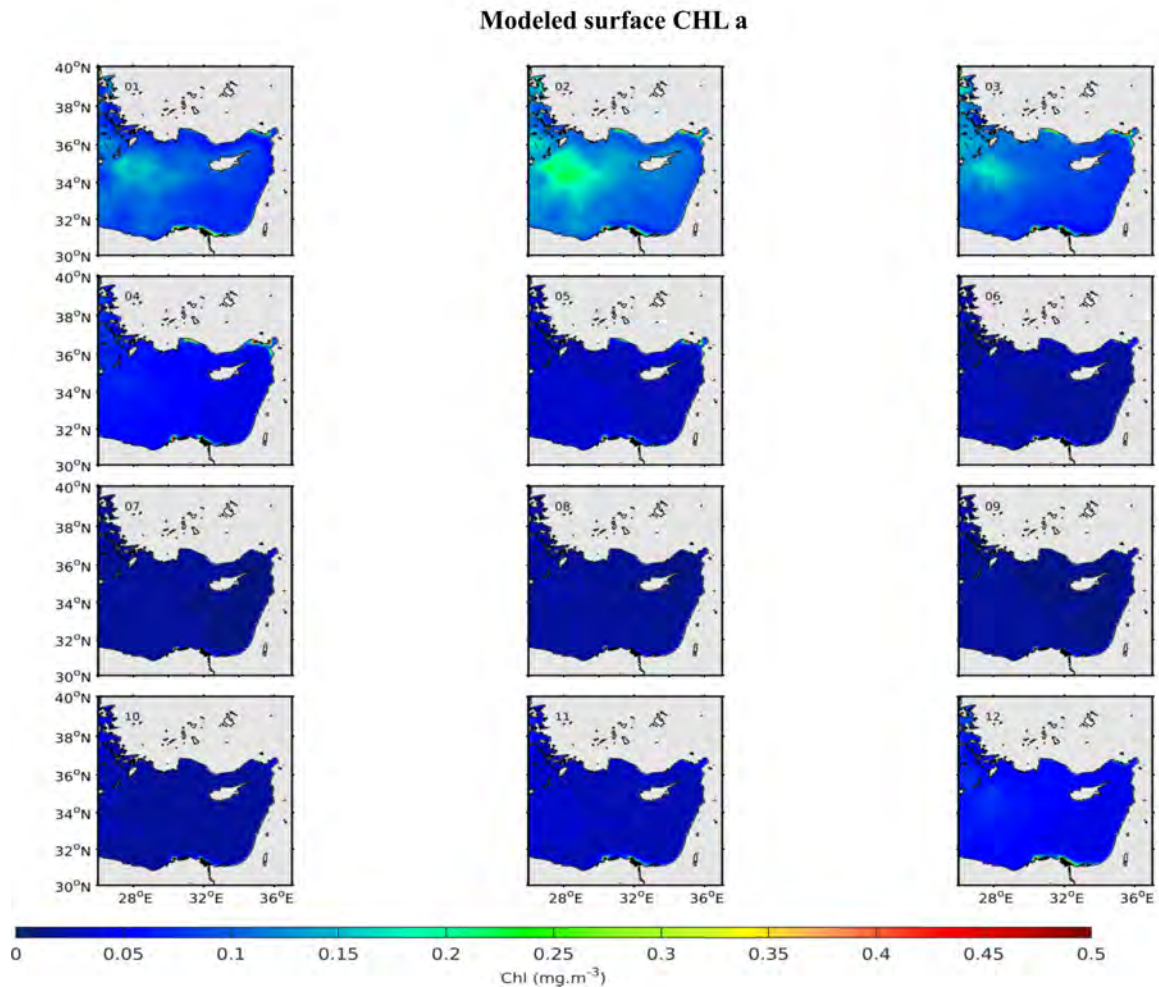 Modeled surface CHL a
40°N
38°N
36°N
34°N
32°N
30°N
01
02
03
40°N
38°N
36°N
34°N
32°N
30°N
04
05
06
40°N
38°N
36°N
34°N
32°N
30°N
07
08
09
40°N
38°N
36°N
34°N
32°N
30°N
10
11
12
28°E 32°E 36°E 28°E 32°E 36°E 28°E 32°E 36°E
0 0.05 0.1 0.15 0.2 0.25 0.3 0.35 0.4 0.45 0.5
Chl (mg.m⁻³)